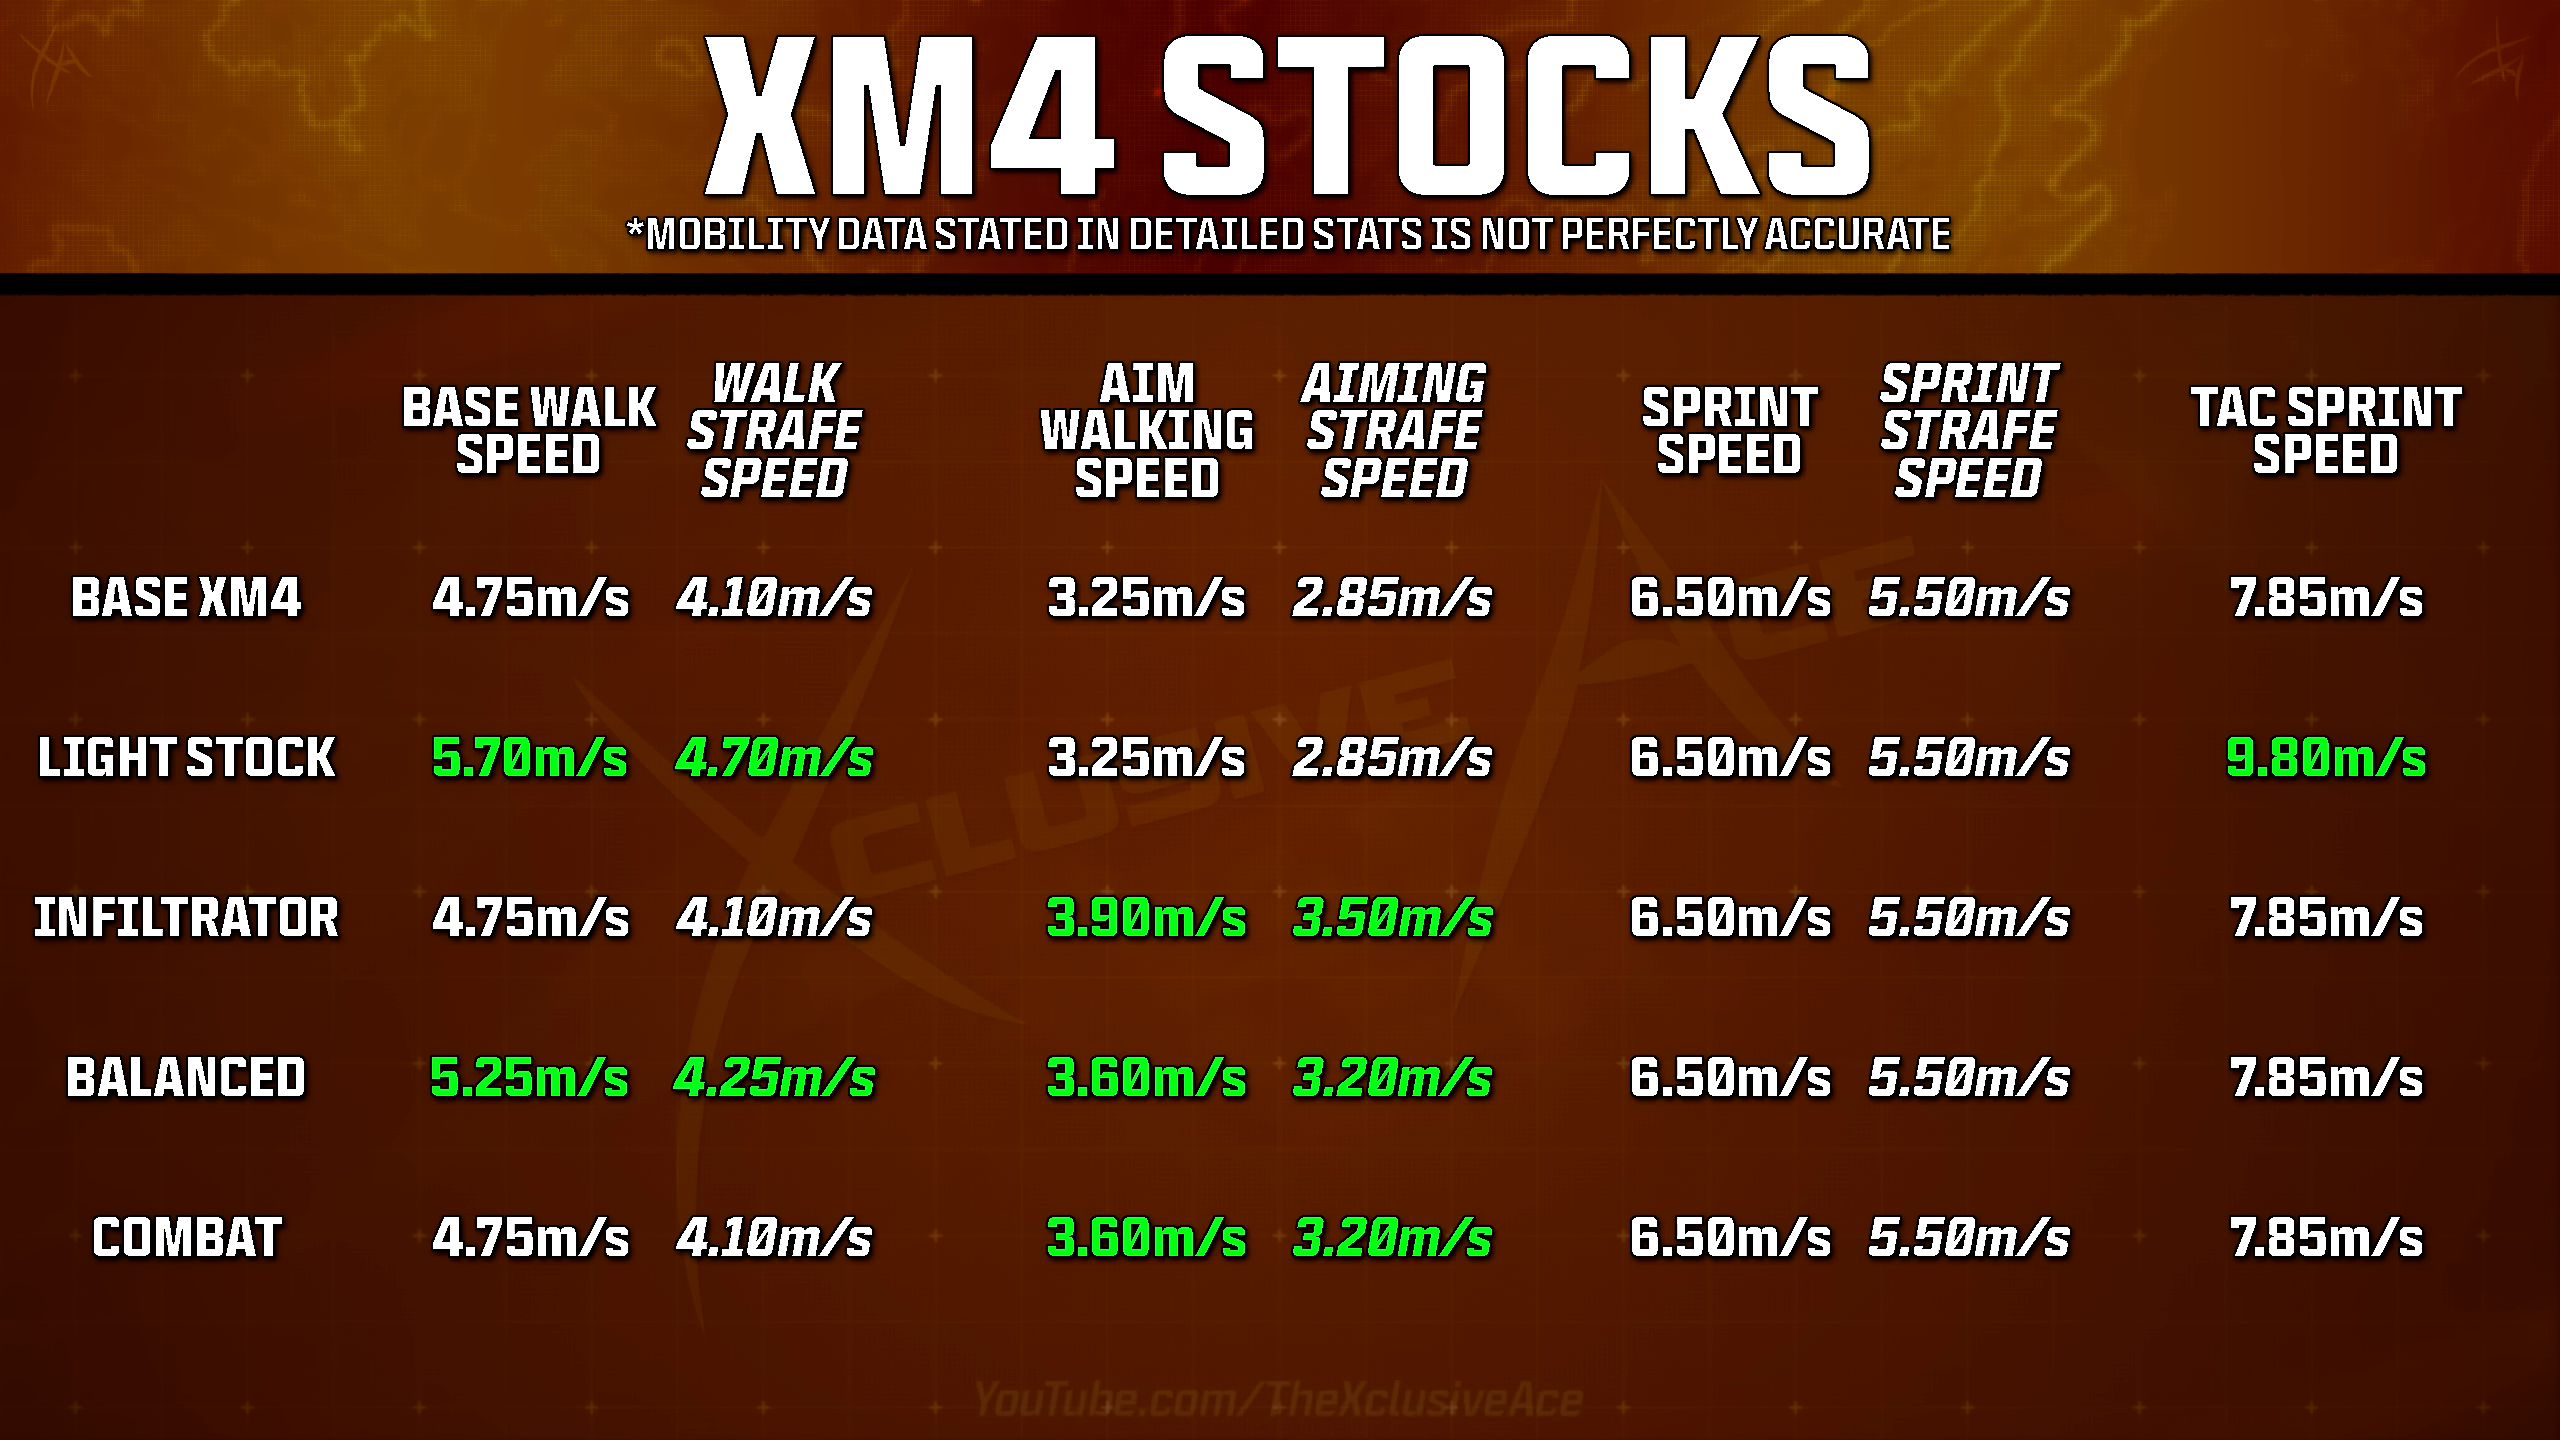 XM4 STOCKS
*MOBILITY DATA STATED IN DETAILED STATS IS NOT PERFECTLY ACCURATE
BASE WALK
SPEED
WALK
STRAFE
SPEED
AIM
WALKING
SPEED
AIMING
STRAFE
SPEED
SPRINT
SPEED
SPRINT
STRAFE
SPEED
TAC SPRINT
SPEED
BASE XM4 4.75m/s 4.10m/s 3.25m/s 2.85m/s 6.50m/s 5.50m/s 7.85m/s
LIGHT STOCK 5.70m/s 4.70m/s 3.25m/s 2.85m/s 6.50m/s 5.50m/s 9.80m/s
INFILTRATOR 4.75m/s 4.10m/s 3.90m/s 3.50m/s 6.50m/s 5.50m/s 7.85m/s
BALANCED 5.25m/s 4.25m/s 3.60m/s 3.20m/s 6.50m/s 5.50m/s 7.85m/s
COMBAT 4.75m/s 4.10m/s 3.60m/s 3.20m/s 6.50m/s 5.50m/s 7.85m/s
XCLUSIVE ACE
YouTube.com/TheXclusiveAce